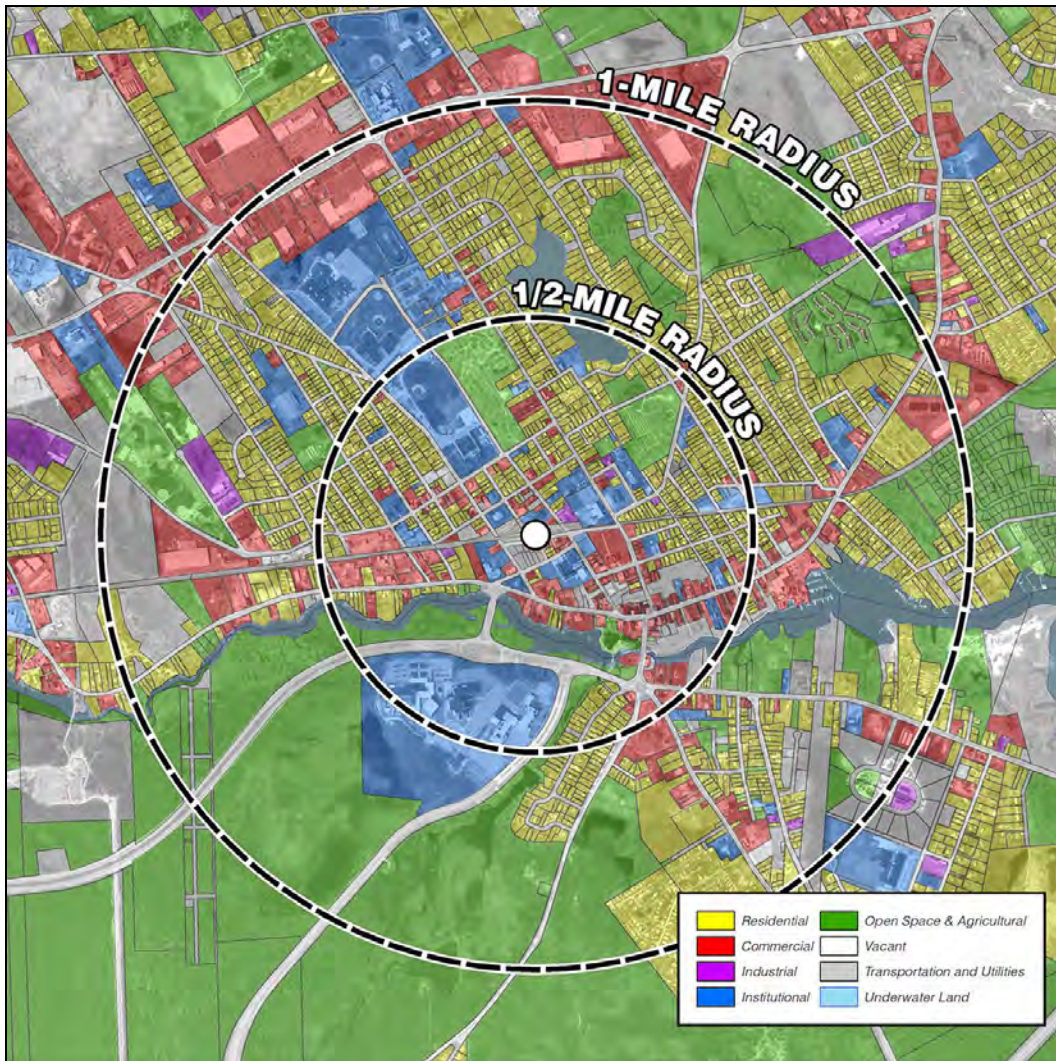 1-MILE RADIUS
1/2-MILE RADIUS
Residential
Commercial
Industrial
Institutional
Open Space & Agricultural
Vacant
Transportation and Utilities
Underwater Land